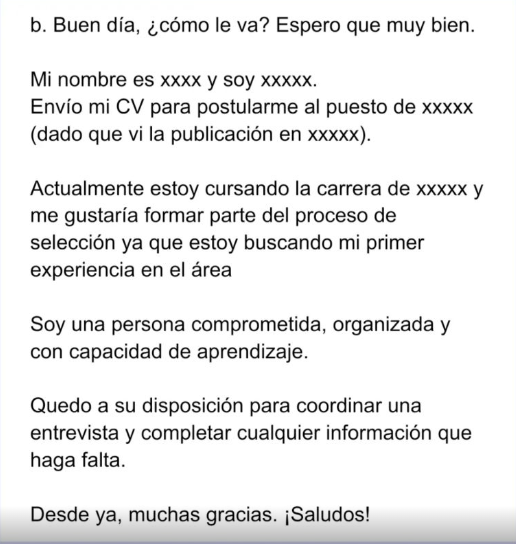 b. Buen día, ¿cómo le va? Espero que muy bien.
Mi nombre es xxxx y soy xxxxx.
Envío mi CV para postularme al puesto de xxxxx
(dado que vi la publicación en xxxxx).
Actualmente estoy cursando la carrera de xxxxx y
me gustaría formar parte del proceso de
selección ya que estoy buscando mi primer
experiencia en el área
Soy una persona comprometida, organizada y
con capacidad de aprendizaje.
Quedo a su disposición para coordinar una
entrevista y completar cualquier información que
haga falta.
Desde ya, muchas gracias. ¡Saludos!